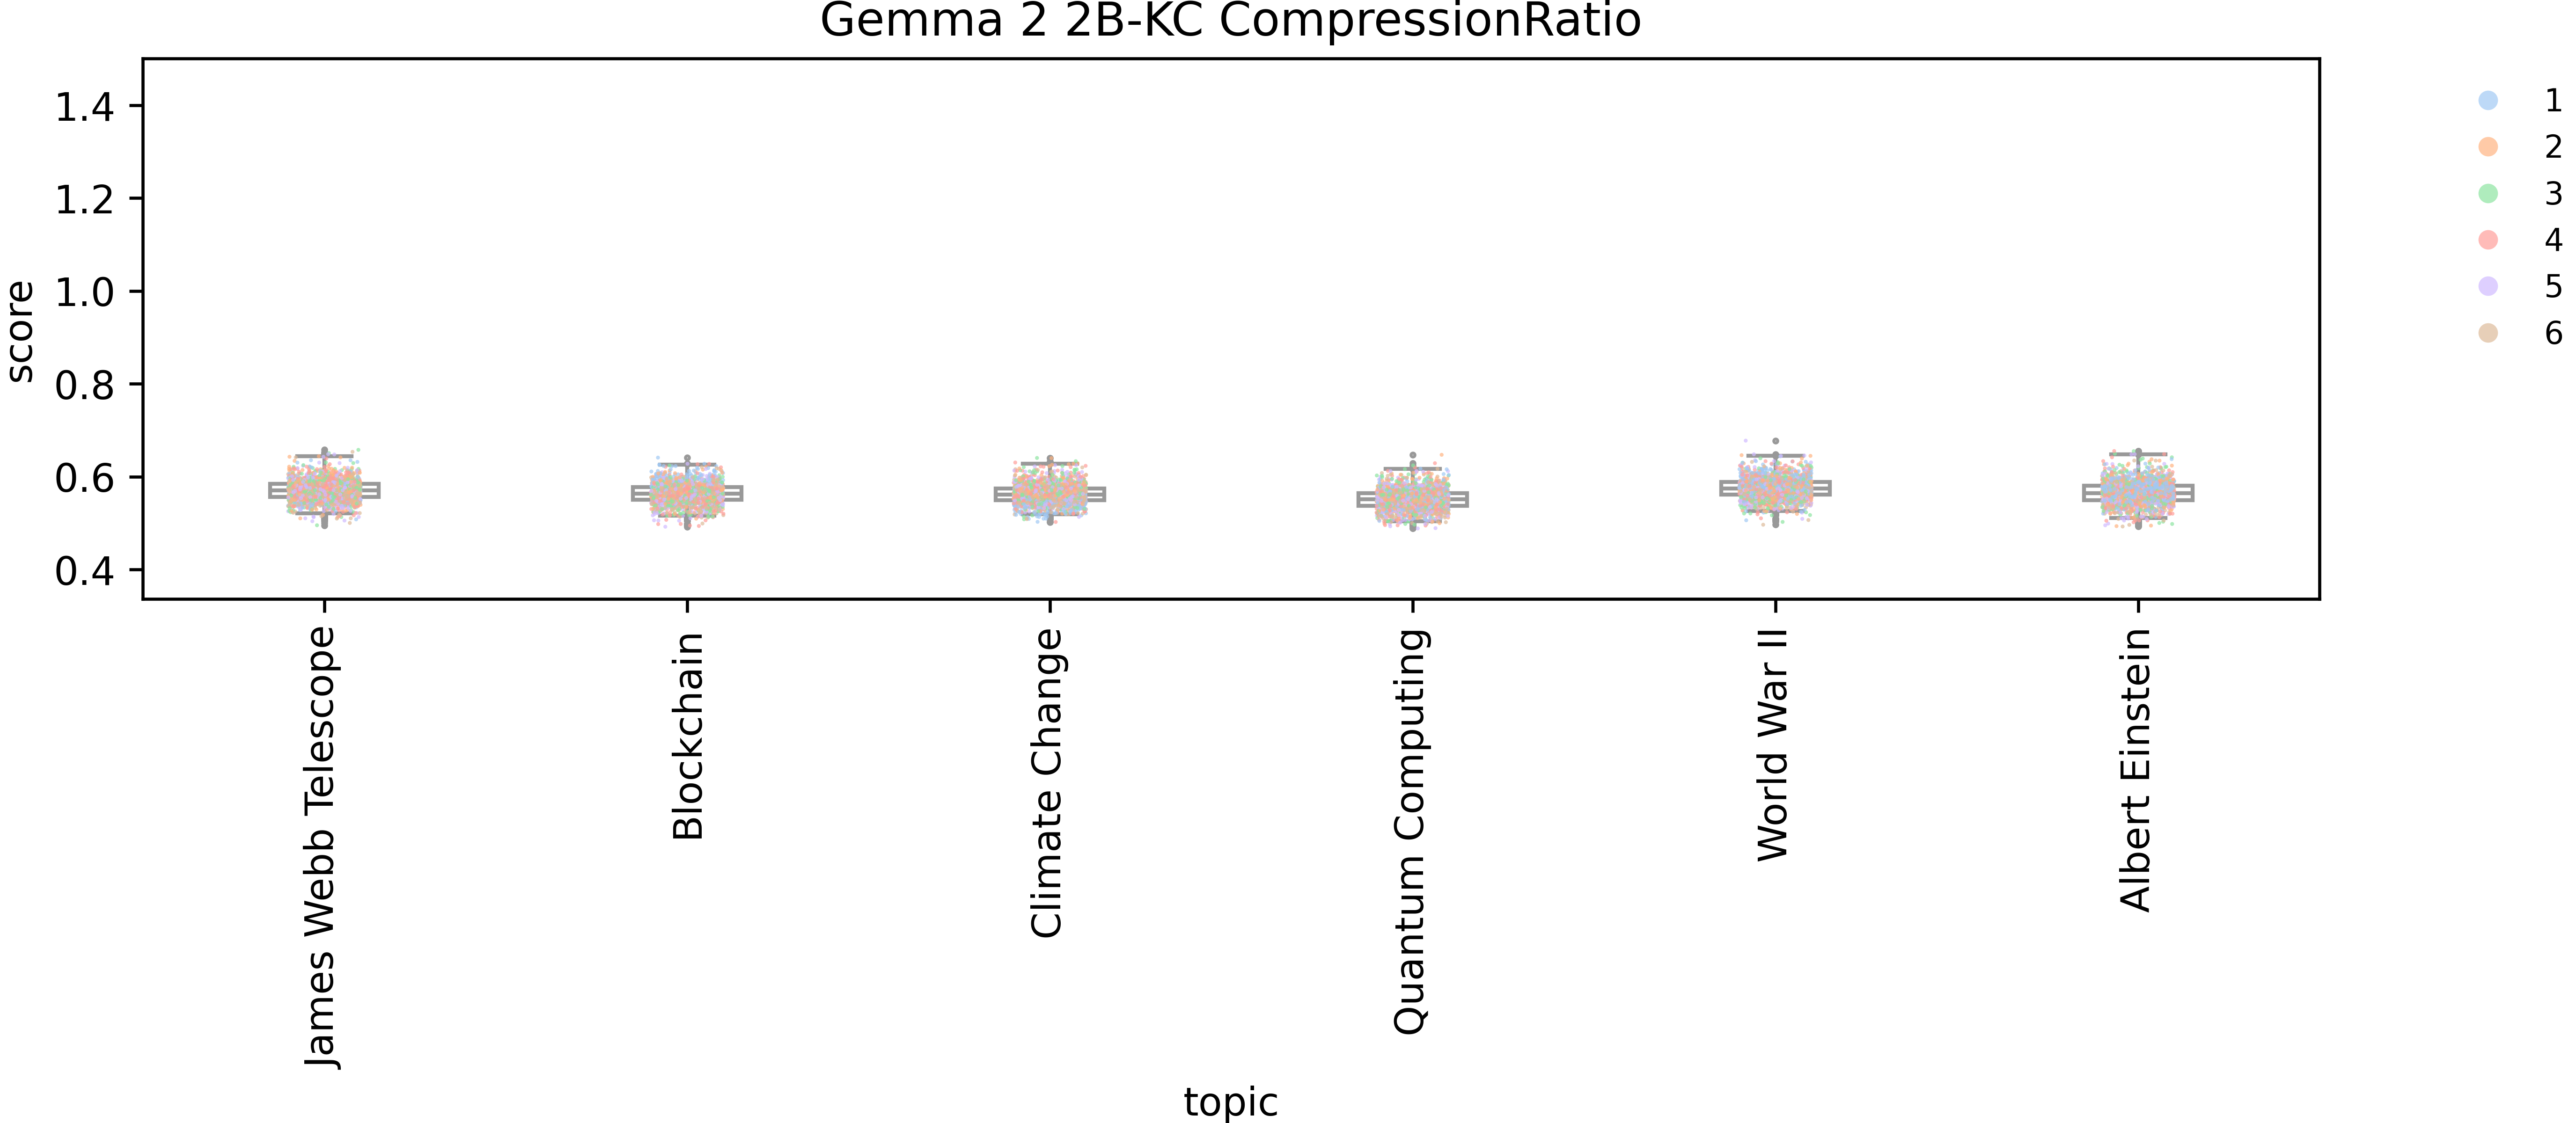 Gemma 2 2B-KC CompressionRatio
score
1.4
1.2
1.0
0.8
0.6
0.4
1
2
3
4
5
6
James Webb Telescope
Blockchain
Climate Change
Quantum Computing
World War II
Albert Einstein
topic